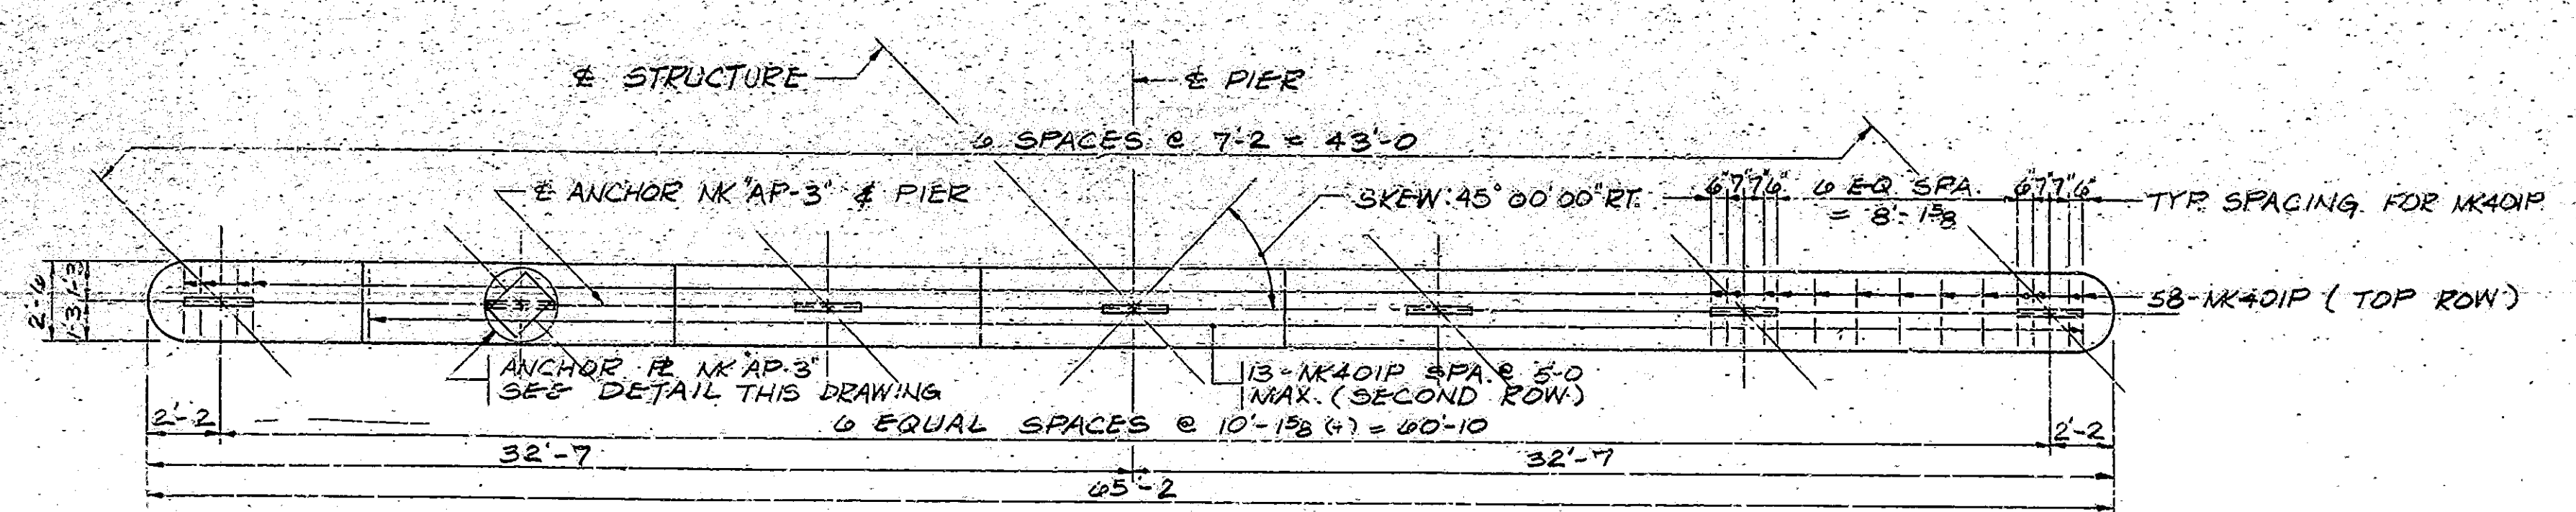 ℄ STRUCTURE
℄ PIER
6 SPACES @ 7'-2 = 43'-0
℄ ANCHOR MK "AP-3" & PIER
SKEW: 45° 00' 00" RT.
6" 7" 7" 6"
6 EQ. SPA.
= 8'-1⅝
6" 7" 7" 6"
TYP. SPACING FOR MK401P
2'-6
1'-3
1'-3
58-MK401P (TOP ROW)
ANCHOR ℙL MK "AP-3"
SEE DETAIL THIS DRAWING
13-MK401P SPA. @ 5'-0
MAX. (SECOND ROW)
2'-2
6 EQUAL SPACES @ 10'-1⅝ (+) = 60'-10
2'-2
32'-7
32'-7
65'-2